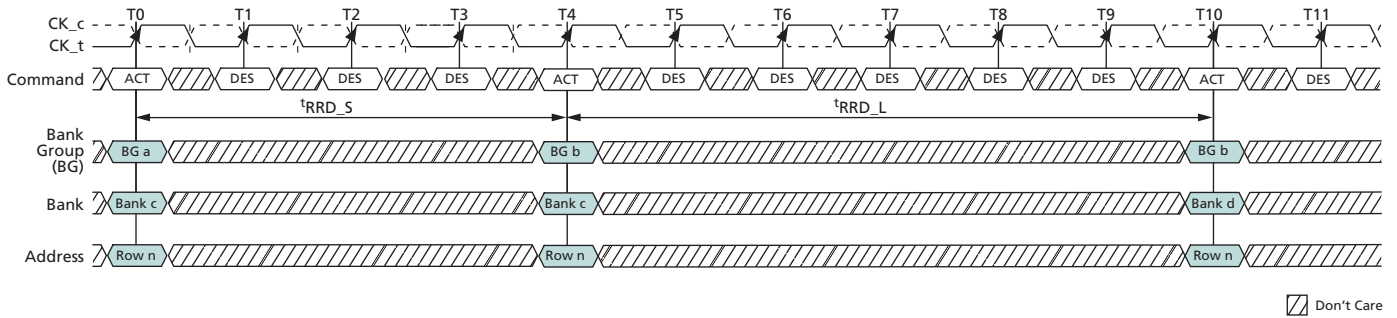 T0 T1 T2 T3 T4 T5 T6 T7 T8 T9 T10 T11
CK_c
CK_t
Command ACT DES DES DES ACT DES DES DES DES DES ACT DES
tRRD_S tRRD_L
Bank
Group
(BG)
BG a BG b BG b
Bank Bank c Bank c Bank d
Address Row n Row n Row n
Don't Care